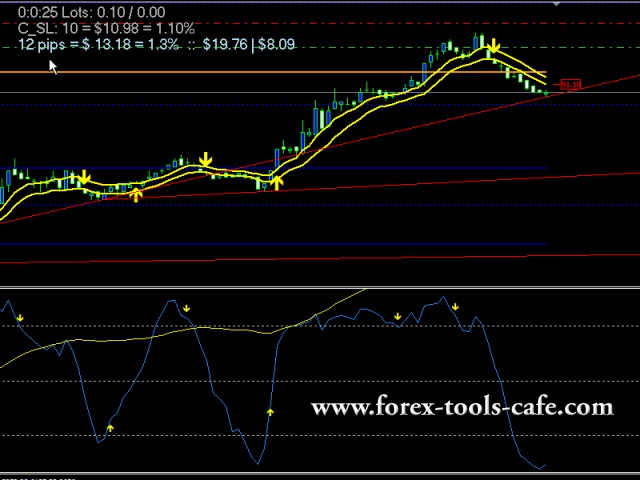 0:0:25 Lots: 0.10 / 0.00
C_SL: 10 = $10.98 = 1.10%
12 pips = $ 13.18 = 1.3%  ::  $19.76 | $8.09
www.forex-tools-cafe.com